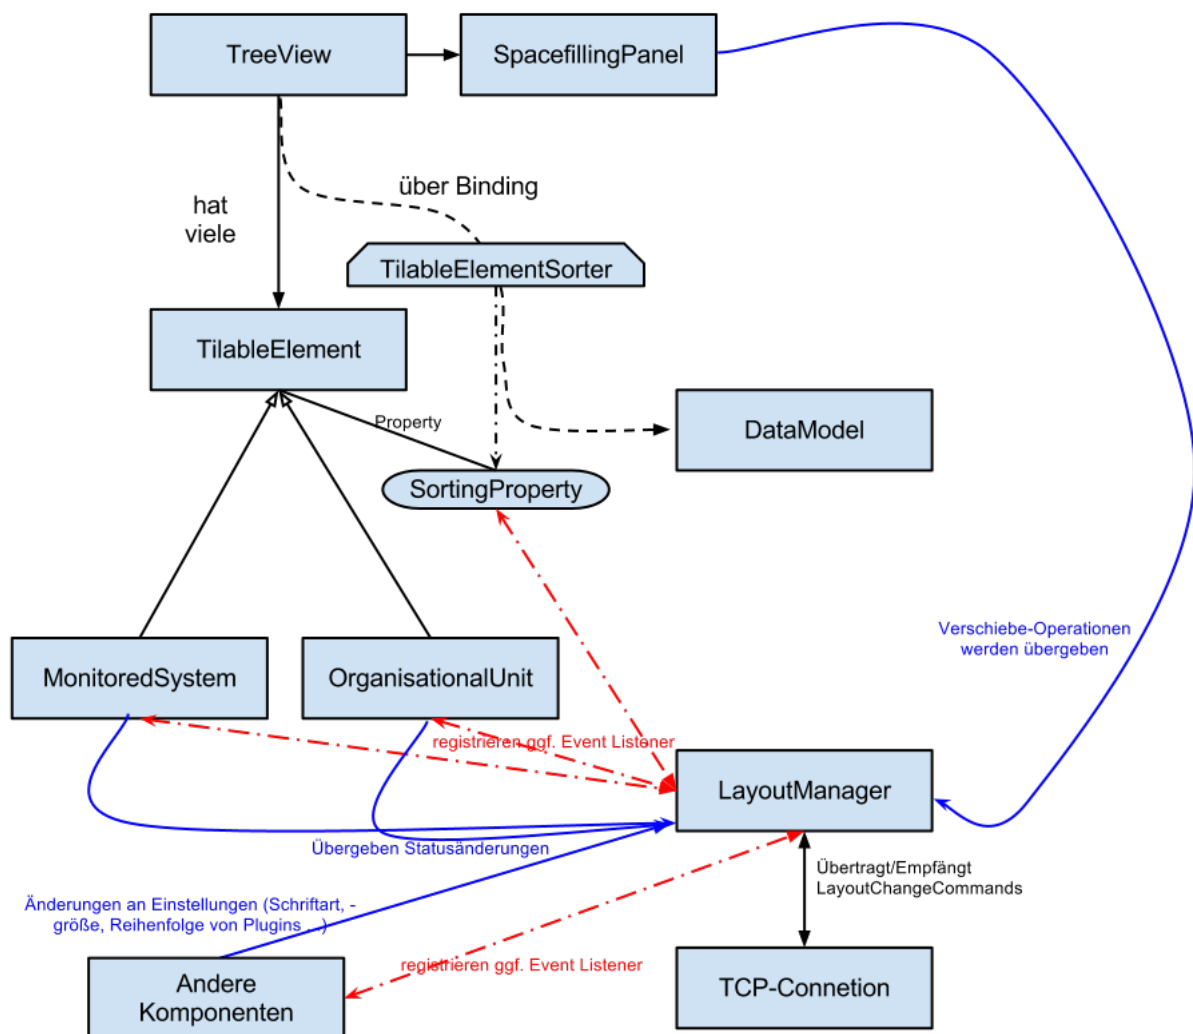 TreeView
SpacefillingPanel
hat
viele
über Binding
TilableElementSorter
TilableElement
Property
DataModel
SortingProperty
Verschiebe-Operationen
werden übergeben
MonitoredSystem
OrganisationalUnit
registrieren ggf. Event Listener
LayoutManager
Übergeben Statusänderungen
Übertragt/Empfängt
LayoutChangeCommands
Änderungen an Einstellungen (Schriftart, -
größe, Reihenfolge von Plugins ...)
registrieren ggf. Event Listener
Andere
Komponenten
TCP-Connetion